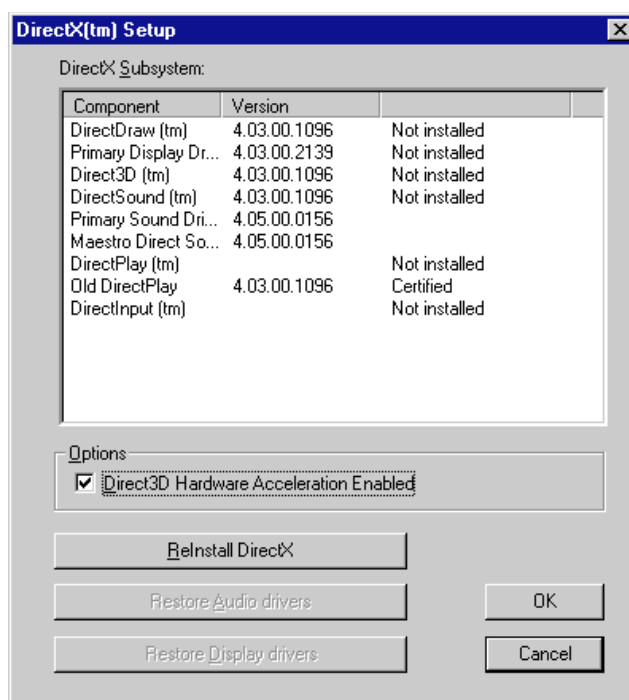 DirectX(tm) Setup
DirectX Subsystem:
Component Version
DirectDraw (tm) 4.03.00.1096 Not installed
Primary Display Dr... 4.03.00.2139 Not installed
Direct3D (tm) 4.03.00.1096 Not installed
DirectSound (tm) 4.03.00.1096 Not installed
Primary Sound Dri... 4.05.00.0156
Maestro Direct So... 4.05.00.0156
DirectPlay (tm) Not installed
Old DirectPlay 4.03.00.1096 Certified
DirectInput (tm) Not installed
Options
Direct3D Hardware Acceleration Enabled
ReInstall DirectX
Restore Audio drivers OK
Restore Display drivers Cancel